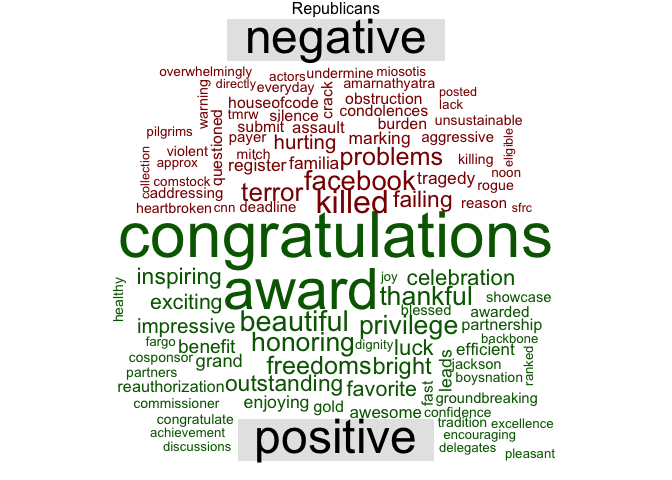 Republicans
negative
overwhelmingly actors undermine miosotis
directly everyday amarnathyatra
warning houseofcode crack obstruction posted
tmrw silence condolences lack
submit assault burden unsustainable
pilgrims questioned payer hurting marking aggressive eligible
violent mitch familia problems killing
collection approx register facebook tragedy noon
comstock addressing terror killed failing rogue
heartbroken cnn deadline reason sfrc
congratulations
inspiring award joy celebration
healthy exciting thankful showcase
impressive beautiful privilege blessed awarded
partnership
fargo benefit honoring dignity luck efficient backbone
cosponsor grand freedoms bright leads jackson ranked
partners boysnation
reauthorization outstanding favorite fast groundbreaking
commissioner enjoying gold awesome confidence
congratulate tradition excellence
achievement positive encouraging
discussions delegates pleasant